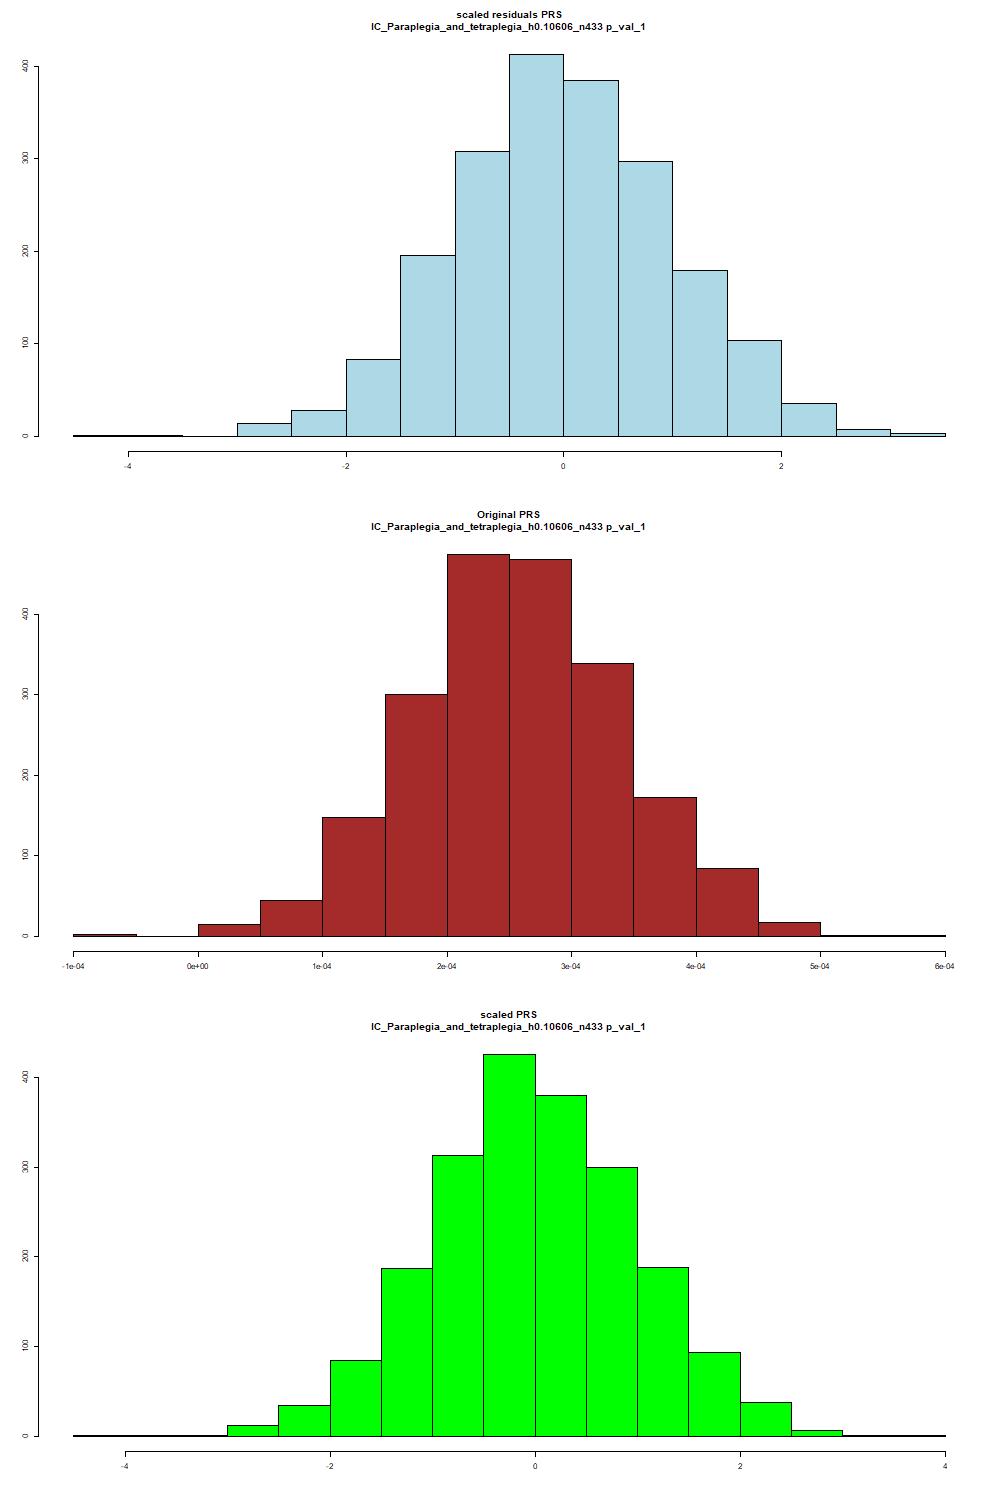 scaled residuals PRS
IC_Paraplegia_and_tetraplegia_h0.10606_n433 p_val_1
400
300
200
100
0
-4 -2 0 2
Original PRS
IC_Paraplegia_and_tetraplegia_h0.10606_n433 p_val_1
400
300
200
100
0
-1e-04 0e+00 1e-04 2e-04 3e-04 4e-04 5e-04 6e-04
scaled PRS
IC_Paraplegia_and_tetraplegia_h0.10606_n433 p_val_1
400
300
200
100
0
-4 -2 0 2 4